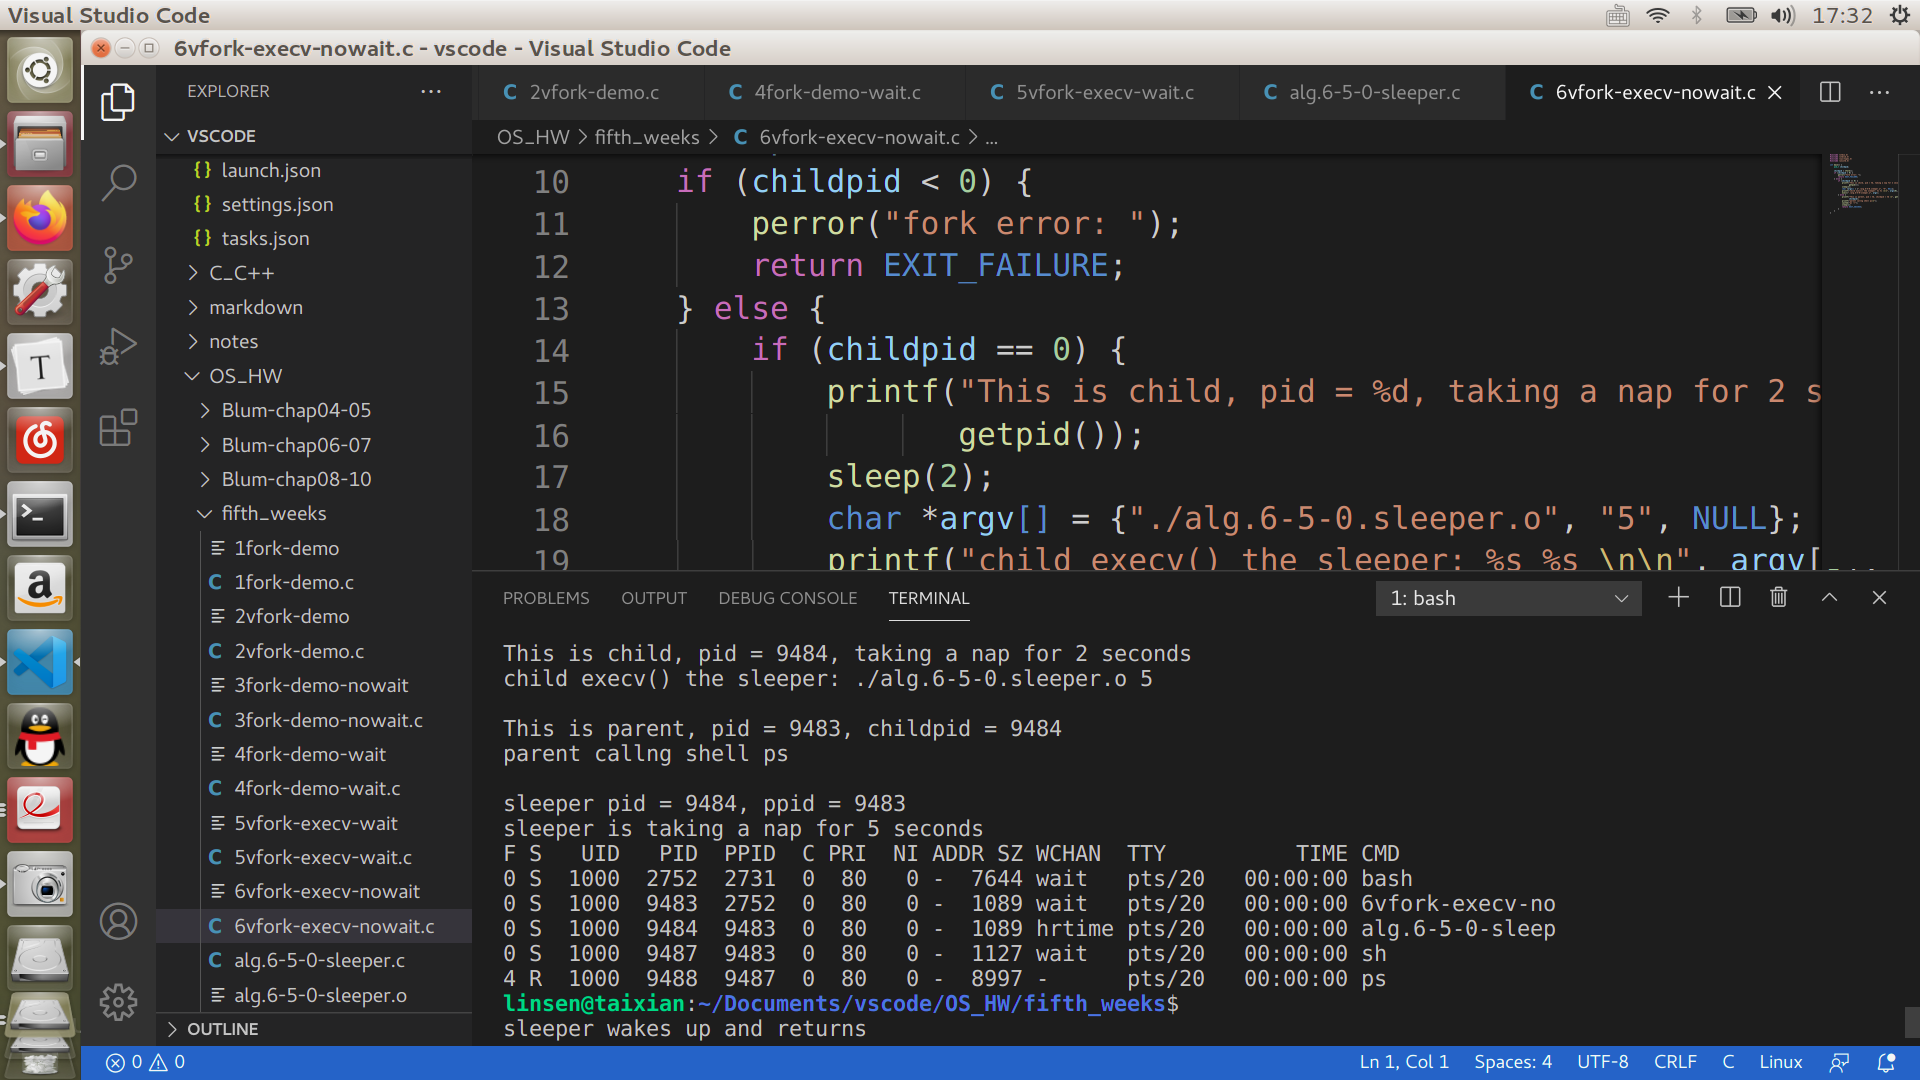 Visual Studio Code
17:32
6vfork-execv-nowait.c - vscode - Visual Studio Code
EXPLORER
VSCODE
launch.json
settings.json
tasks.json
C_C++
markdown
notes
OS_HW
Blum-chap04-05
Blum-chap06-07
Blum-chap08-10
fifth_weeks
1fork-demo
C 1fork-demo.c
2vfork-demo
C 2vfork-demo.c
3fork-demo-nowait
C 3fork-demo-nowait.c
4fork-demo-wait
C 4fork-demo-wait.c
5vfork-execv-wait
C 5vfork-execv-wait.c
6vfork-execv-nowait
C 6vfork-execv-nowait.c
C alg.6-5-0-sleeper.c
alg.6-5-0-sleeper.o
OUTLINE
C 2vfork-demo.c C 4fork-demo-wait.c C 5vfork-execv-wait.c C alg.6-5-0-sleeper.c C 6vfork-execv-nowait.c
OS_HW > fifth_weeks > C 6vfork-execv-nowait.c > ...
10 if (childpid < 0) {
11 perror("fork error: ");
12 return EXIT_FAILURE;
13 } else {
14 if (childpid == 0) {
15 printf("This is child, pid = %d, taking a nap for 2 s
16 getpid());
17 sleep(2);
18 char *argv[] = {"./alg.6-5-0.sleeper.o", "5", NULL};
19 printf("child execv() the sleeper: %s %s \n\n", argv[
PROBLEMS OUTPUT DEBUG CONSOLE TERMINAL 1: bash
This is child, pid = 9484, taking a nap for 2 seconds
child execv() the sleeper: ./alg.6-5-0.sleeper.o 5
This is parent, pid = 9483, childpid = 9484
parent callng shell ps
sleeper pid = 9484, ppid = 9483
sleeper is taking a nap for 5 seconds
F S UID PID PPID C PRI NI ADDR SZ WCHAN TTY TIME CMD
0 S 1000 2752 2731 0 80 0 - 7644 wait pts/20 00:00:00 bash
0 S 1000 9483 2752 0 80 0 - 1089 wait pts/20 00:00:00 6vfork-execv-no
0 S 1000 9484 9483 0 80 0 - 1089 hrtime pts/20 00:00:00 alg.6-5-0-sleep
0 S 1000 9487 9483 0 80 0 - 1127 wait pts/20 00:00:00 sh
4 R 1000 9488 9487 0 80 0 - 8997 - pts/20 00:00:00 ps
linsen@taixian:~/Documents/vscode/OS_HW/fifth_weeks$
sleeper wakes up and returns
0 0 Ln 1, Col 1 Spaces: 4 UTF-8 CRLF C Linux